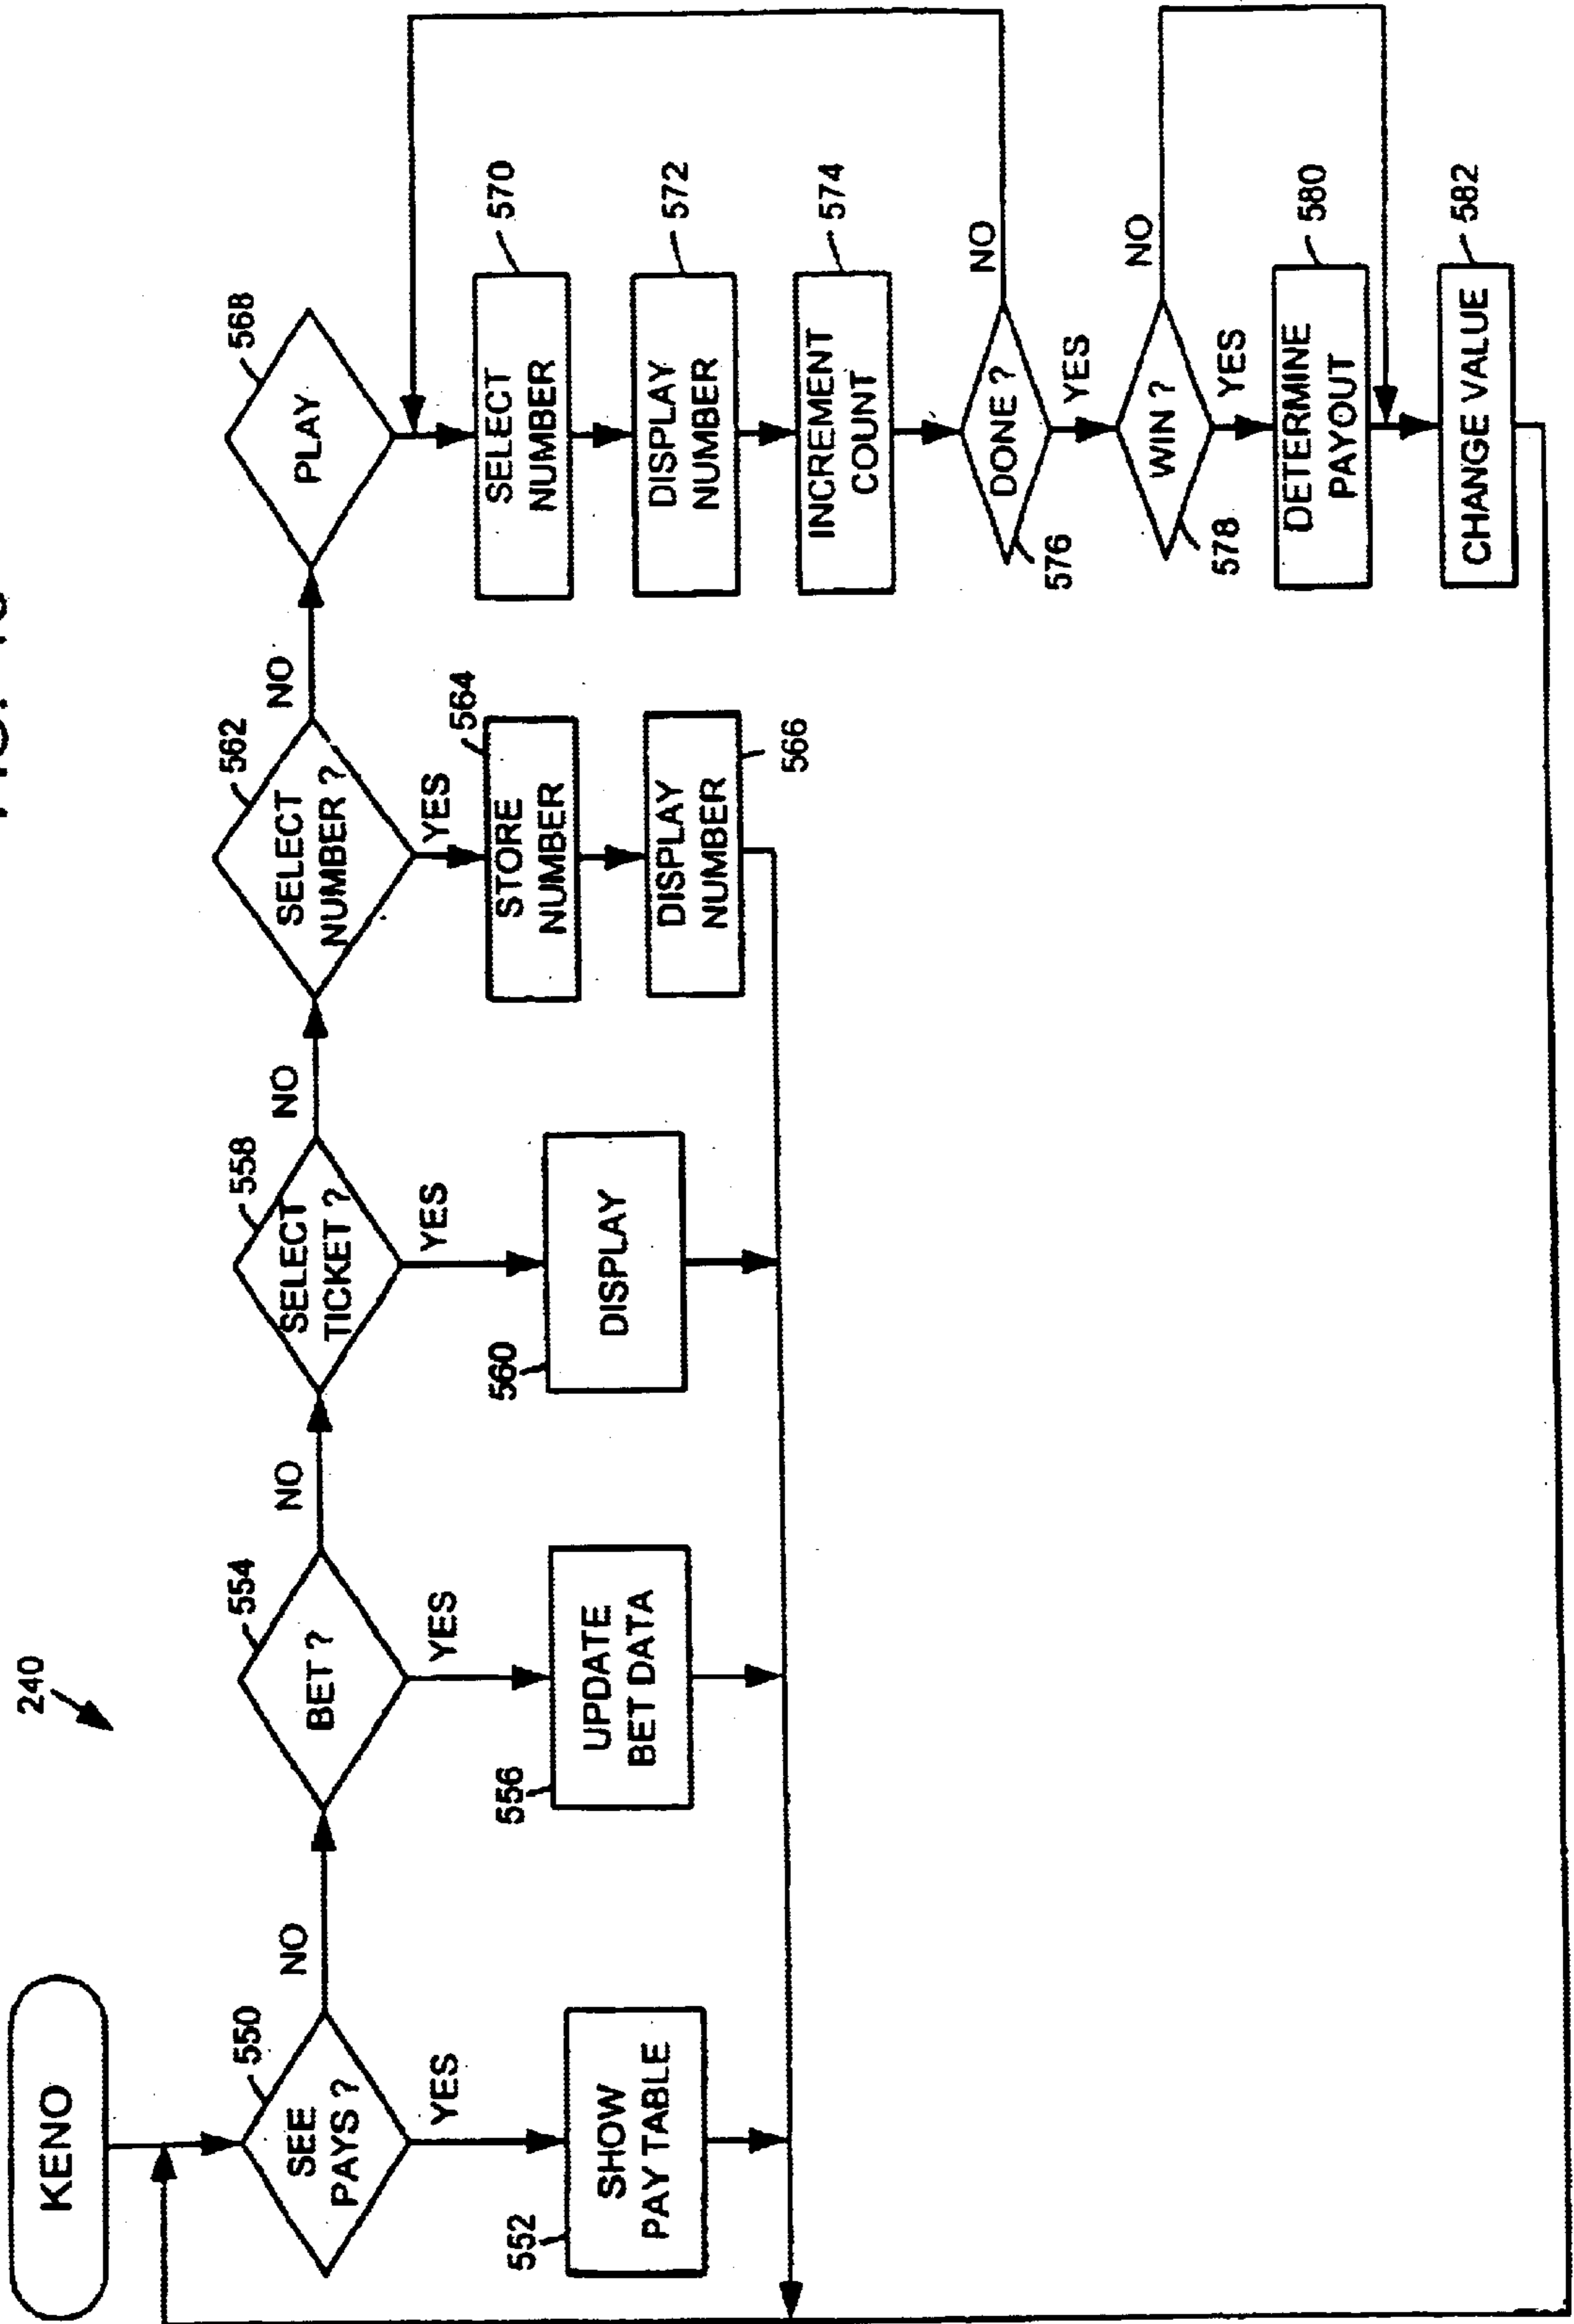 240
KENO
550
SEE
PAYS ?
NO
YES
552
SHOW
PAY TABLE
554
BET ?
NO
YES
556
UPDATE
BET DATA
558
SELECT
TICKET ?
NO
YES
560
DISPLAY
562
SELECT
NUMBER ?
NO
YES
564
STORE
NUMBER
566
DISPLAY
NUMBER
568
PLAY
570
SELECT
NUMBER
572
DISPLAY
NUMBER
574
INCREMENT
COUNT
576
DONE ?
NO
YES
578
WIN ?
NO
YES
580
DETERMINE
PAYOUT
582
CHANGE VALUE